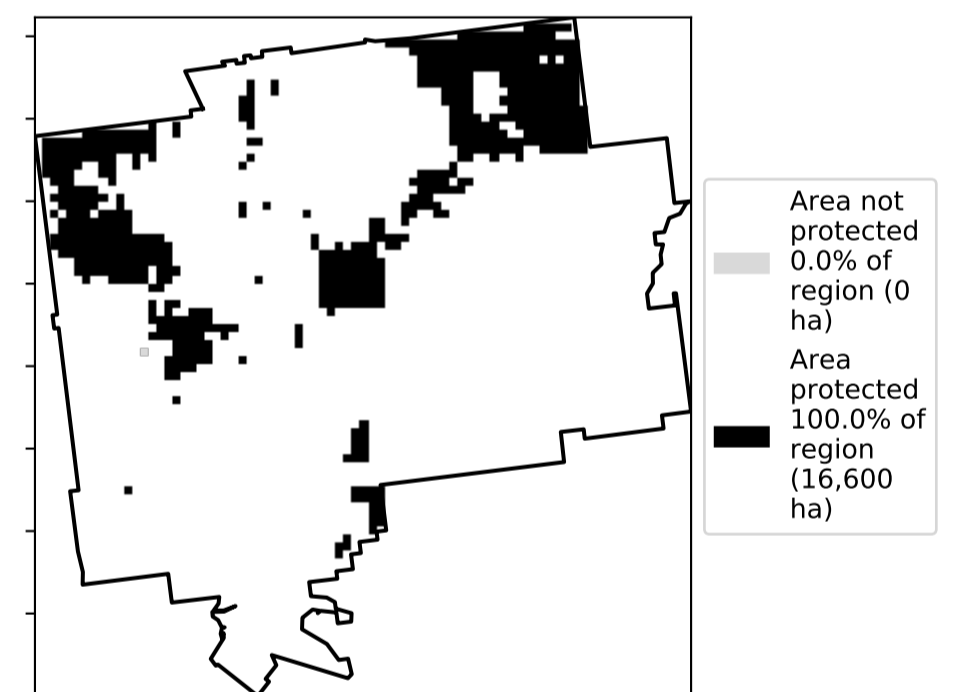 Area not
protected
0.0% of
region (0
ha)
Area
protected
100.0% of
region
(16,600
ha)